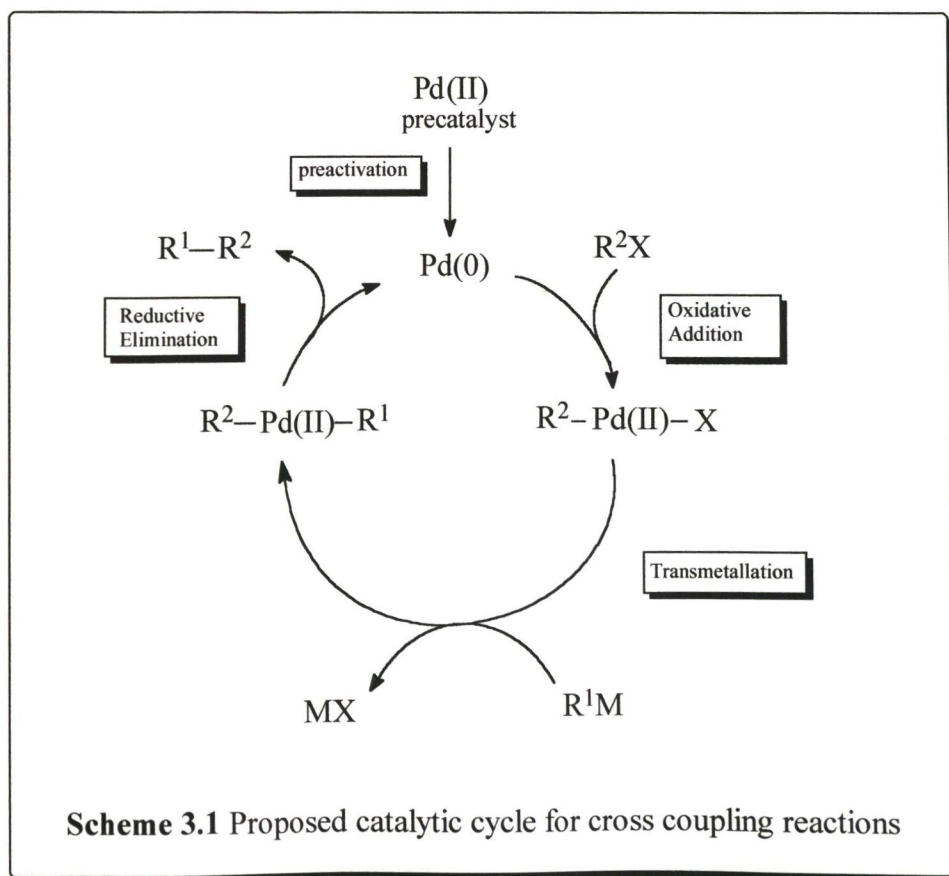 Pd(II)
precatalyst
preactivation
R¹—R²
Pd(0)
R²X
Reductive
Elimination
Oxidative
Addition
R²—Pd(II)—R¹
R²–Pd(II)–X
Transmetallation
MX
R¹M
Scheme 3.1 Proposed catalytic cycle for cross coupling reactions